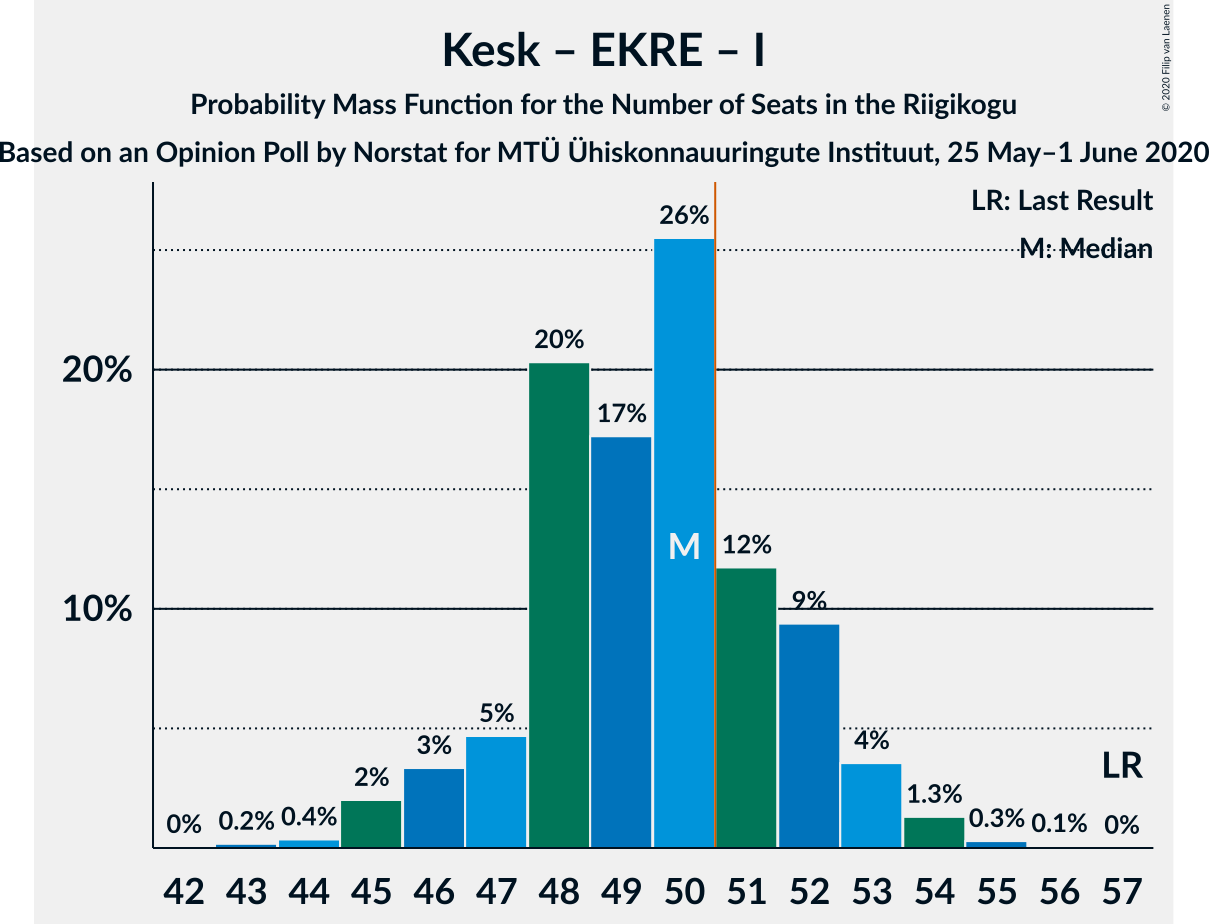 Kesk – EKRE – I
Probability Mass Function for the Number of Seats in the Riigikogu
Based on an Opinion Poll by Norstat for MTÜ Ühiskonnauuringute Instituut, 25 May–1 June 2020
© 2020 Filip van Laenen
LR: Last Result
M: Median
26%
20%
20%
17%
M
12%
10%
9%
5%
3%
4%
LR
2%
1.3%
0% 0.2% 0.4% 0.3% 0.1% 0%
42 43 44 45 46 47 48 49 50 51 52 53 54 55 56 57